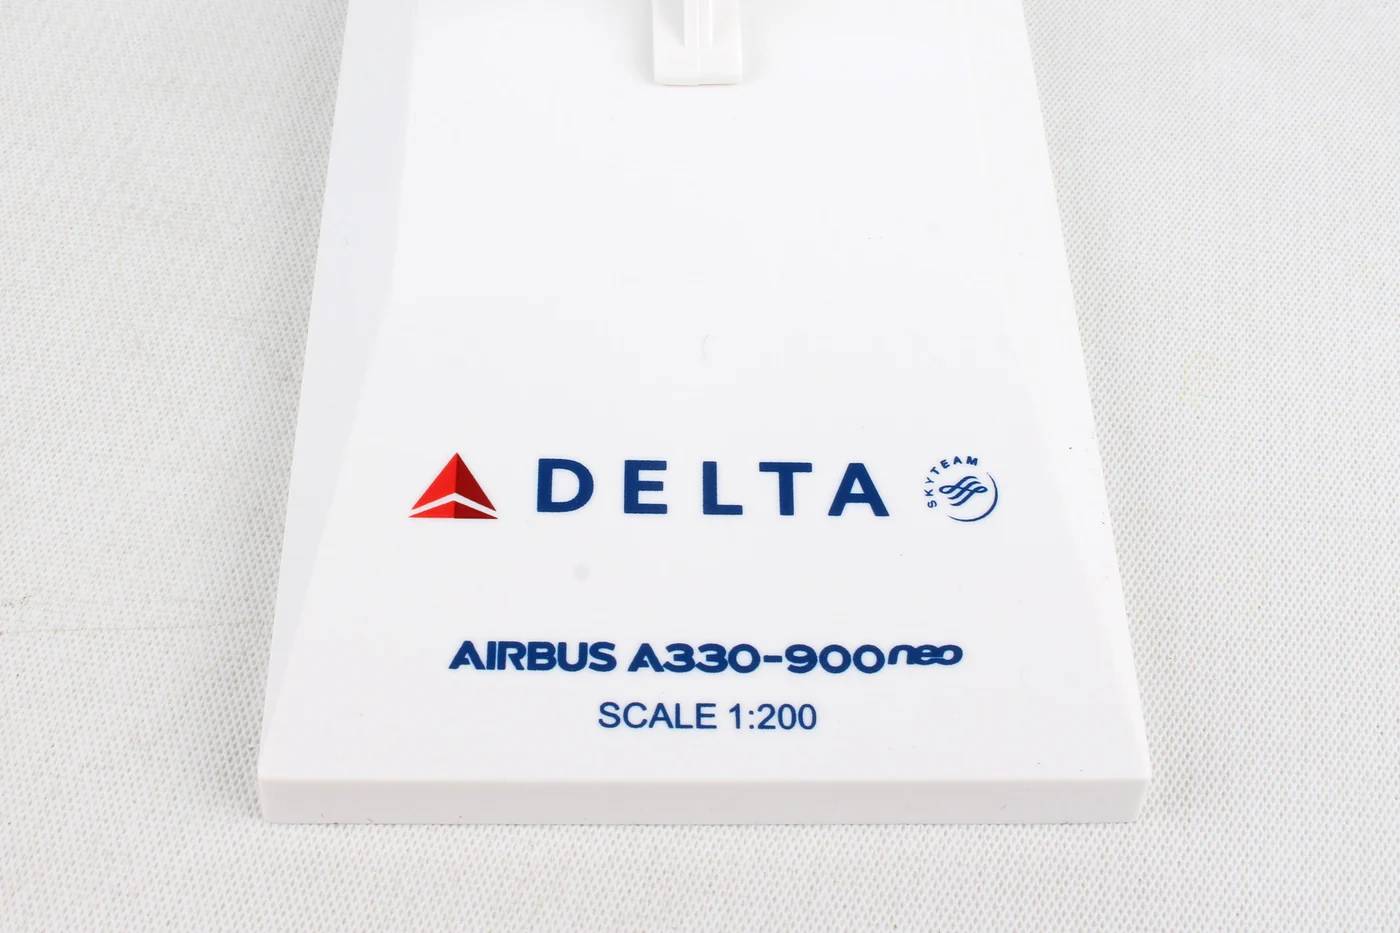 DELTA SKYTEAM
AIRBUS A330-900neo
SCALE 1:200